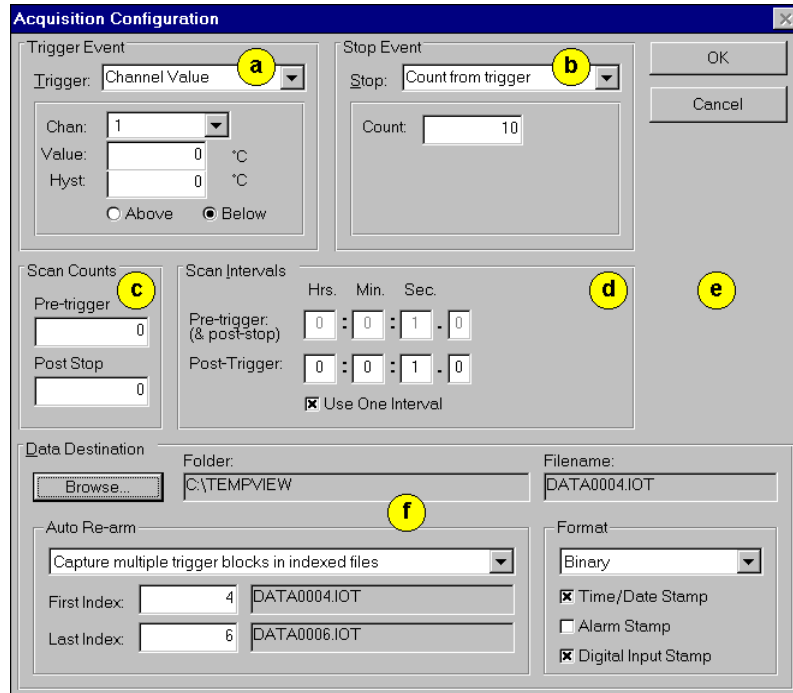 Acquisition Configuration
Trigger Event
a
Trigger: Channel Value
Chan: 1
Value: 0 °C
Hyst: 0 °C
Above Below
Stop Event
b
Stop: Count from trigger
Count: 10
OK
Cancel
Scan Counts
c
Pre-trigger
0
Post Stop
0
Scan Intervals
d
Hrs. Min. Sec.
Pre-trigger: 0 : 0 : 1 . 0
(& post-stop)
Post-Trigger: 0 : 0 : 1 . 0
Use One Interval
e
Data Destination
Browse...
Folder:
C:\TEMPVIEW
Filename:
DATA0004.IOT
f
Auto Re-arm
Capture multiple trigger blocks in indexed files
First Index: 4 DATA0004.IOT
Last Index: 6 DATA0006.IOT
Format
Binary
Time/Date Stamp
Alarm Stamp
Digital Input Stamp